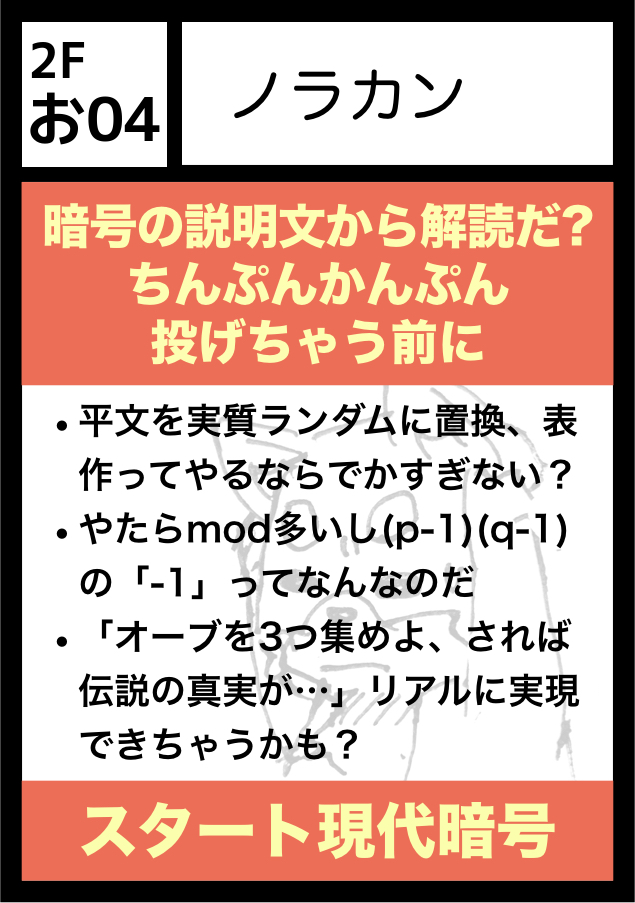 2F
お04
ノラカン
暗号の説明文から解読だ?
ちんぷんかんぷん
投げちゃう前に
•平文を実質ランダムに置換、表
作ってやるならでかすぎない？
•やたらmod多いし(p-1)(q-1)
の「-1」ってなんなのだ
•「オーブを3つ集めよ、されば
伝説の真実が…」リアルに実現
できちゃうかも？
スタート現代暗号